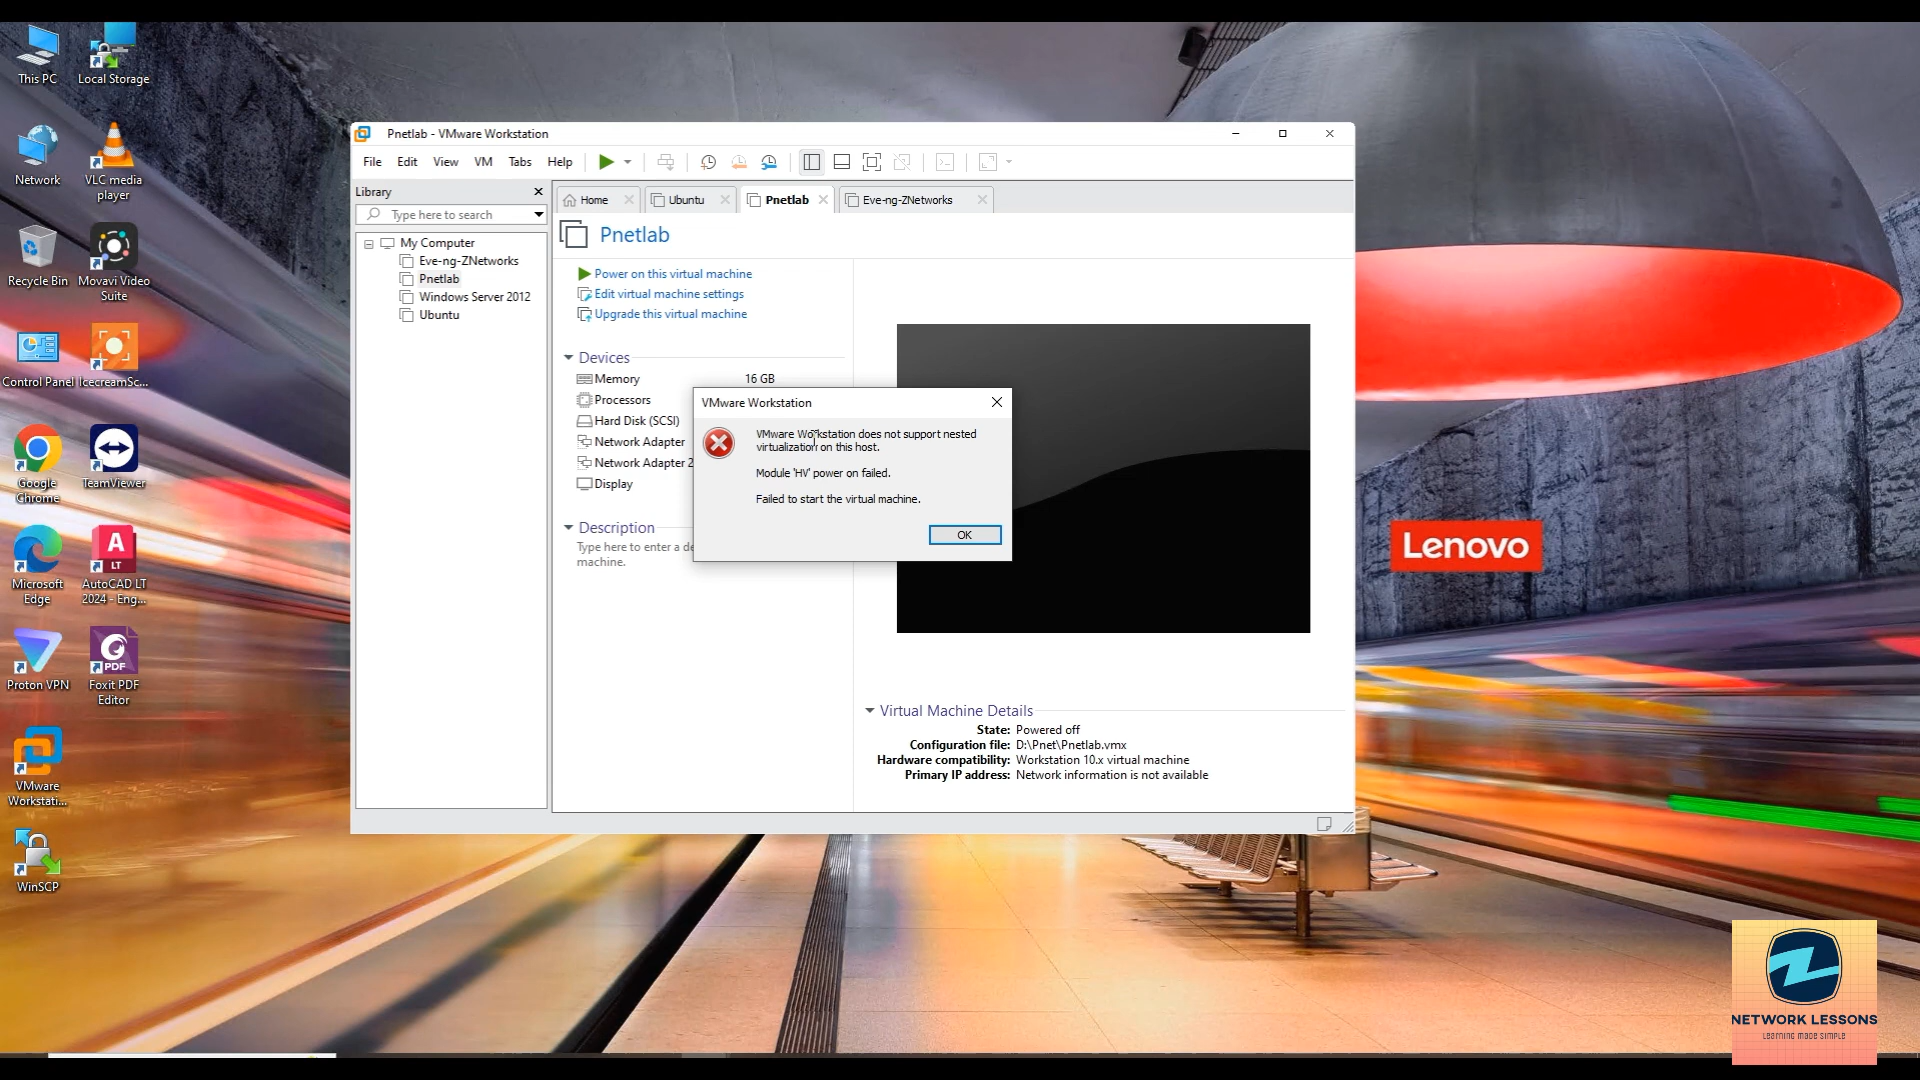 This PC
Local Storage
Network
VLC media
player
Recycle Bin
Movavi Video
Suite
Control Panel
IcecreamSc...
Google
Chrome
TeamViewer
Microsoft
Edge
A
LT
AutoCAD LT
2024 - Eng...
Proton VPN
PDF
Foxit PDF
Editor
VMware
Workstati...
WinSCP
Pnetlab - VMware Workstation
File Edit View VM Tabs Help
Library
Type here to search
My Computer
Eve-ng-ZNetworks
Pnetlab
Windows Server 2012
Ubuntu
Home Ubuntu Pnetlab Eve-ng-ZNetworks
Pnetlab
Power on this virtual machine
Edit virtual machine settings
Upgrade this virtual machine
Devices
Memory 16 GB
Processors
Hard Disk (SCSI)
Network Adapter
Network Adapter 2
Display
Description
Type here to enter a de
machine.
VMware Workstation
VMware Workstation does not support nested
virtualization on this host.
Module 'HV' power on failed.
Failed to start the virtual machine.
OK
Virtual Machine Details
State: Powered off
Configuration file: D:\Pnet\Pnetlab.vmx
Hardware compatibility: Workstation 10.x virtual machine
Primary IP address: Network information is not available
Lenovo
NETWORK LESSONS
Learning made simple